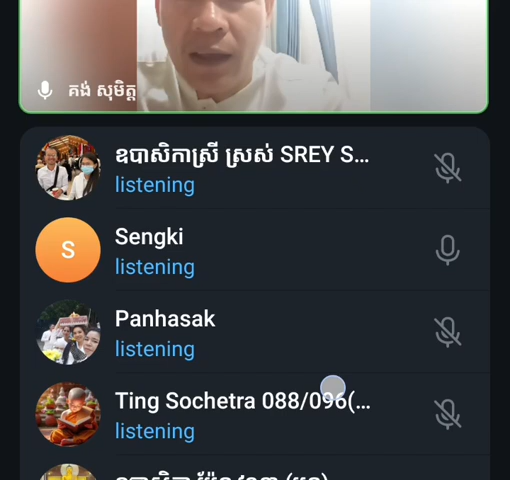 គង់ សុមិត្ត
ឧបាសិកាស្រី ស្រស់ SREY S...
listening
S
Sengki
listening
Panhasak
listening
Ting Sochetra 088/096(...
listening